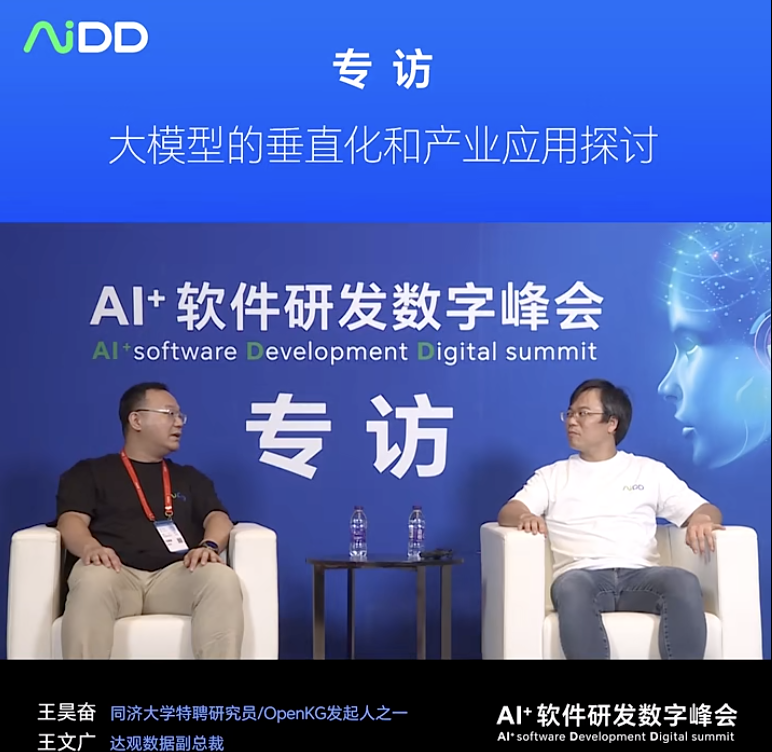 AiDD
专 访
大模型的垂直化和产业应用探讨
AI+ 软件研发数字峰会
AI+software Development Digital summit
专 访
AiDD
王昊奋 同济大学特聘研究员/OpenKG发起人之一
王文广 达观数据副总裁
AI+ 软件研发数字峰会
AI+software Development Digital summit